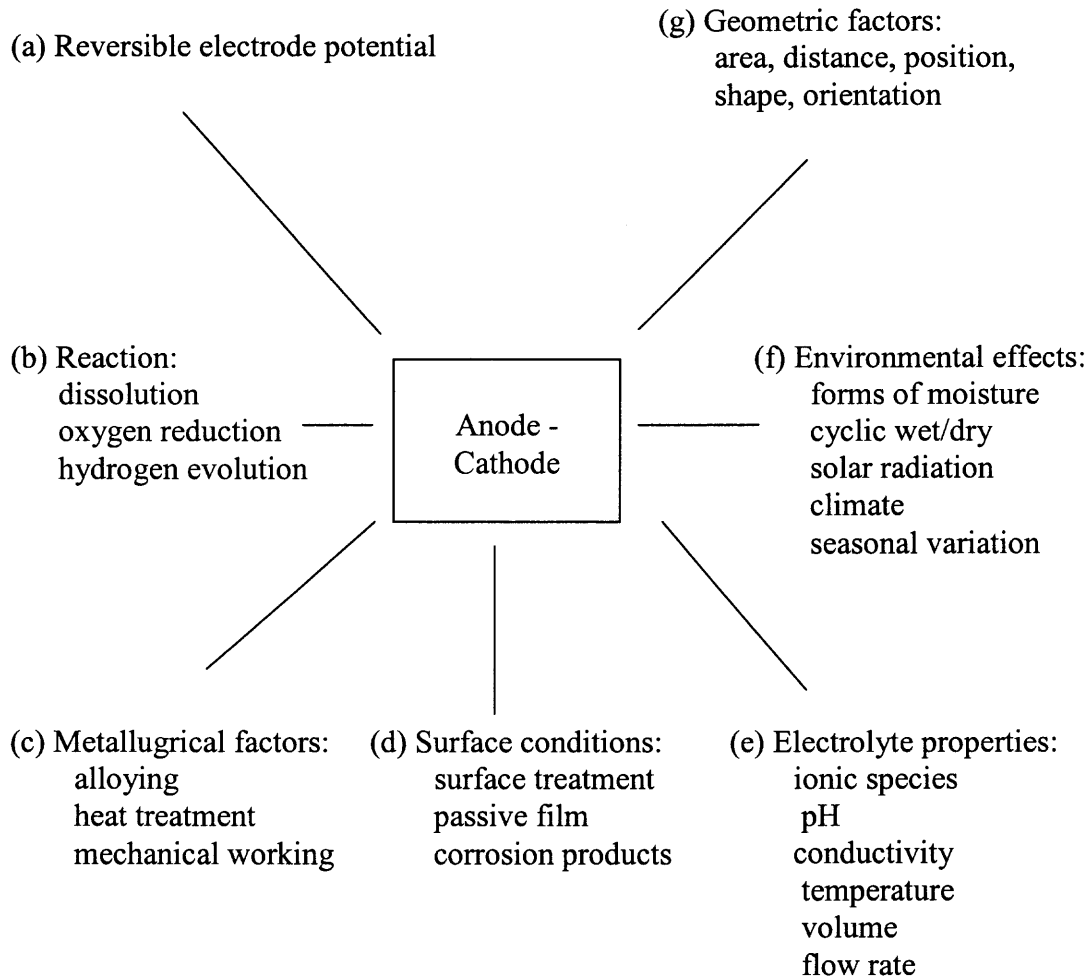 (a) Reversible electrode potential
(g) Geometric factors:
area, distance, position,
shape, orientation
(b) Reaction:
dissolution
oxygen reduction
hydrogen evolution
Anode -
Cathode
(f) Environmental effects:
forms of moisture
cyclic wet/dry
solar radiation
climate
seasonal variation
(c) Metallugrical factors:
alloying
heat treatment
mechanical working
(d) Surface conditions:
surface treatment
passive film
corrosion products
(e) Electrolyte properties:
ionic species
pH
conductivity
temperature
volume
flow rate